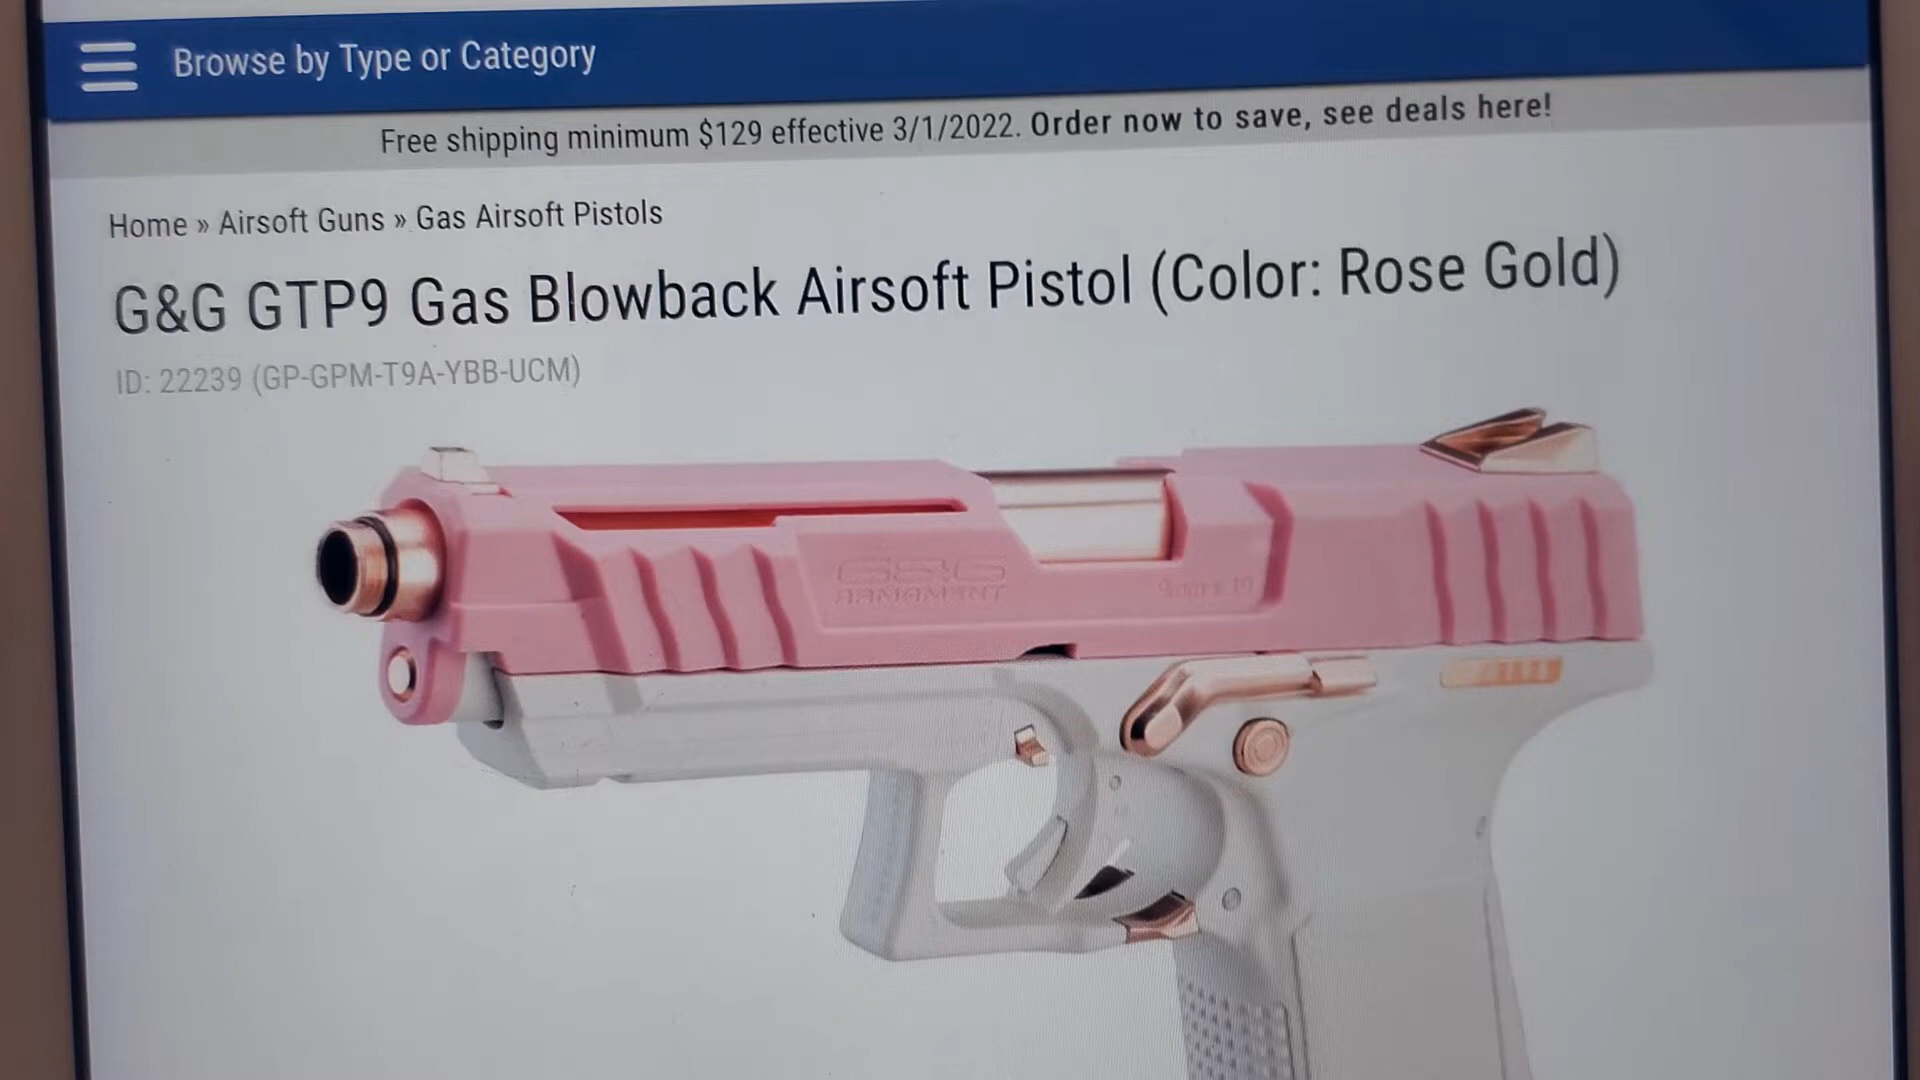 Browse by Type or Category
Free shipping minimum $129 effective 3/1/2022. Order now to save, see deals here!
Home » Airsoft Guns » Gas Airsoft Pistols
G&G GTP9 Gas Blowback Airsoft Pistol (Color: Rose Gold)
ID: 22239 (GP-GPM-T9A-YBB-UCM)
G&G
ARMAMENT
9mm x 19